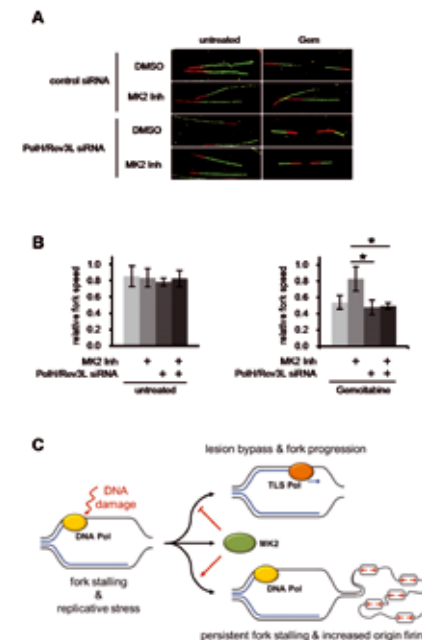 A
untreated Gem
control siRNA
DMSO
MK2 Inh
PolH/Rev3L siRNA
DMSO
MK2 Inh
B
relative fork speed
1.0
0.8
0.6
0.4
0.2
0
MK2 Inh + +
PolH/Rev3L siRNA + +
untreated
relative fork speed
1.0
0.8
0.6
0.4
0.2
0
* 
*
MK2 Inh + +
PolH/Rev3L siRNA + +
Gemcitabine
C
lesion bypass & fork progression
TLS Pol
DNA
damage
DNA Pol
MK2
fork stalling
&
replicative stress
DNA Pol
persistent fork stalling & increased origin firing